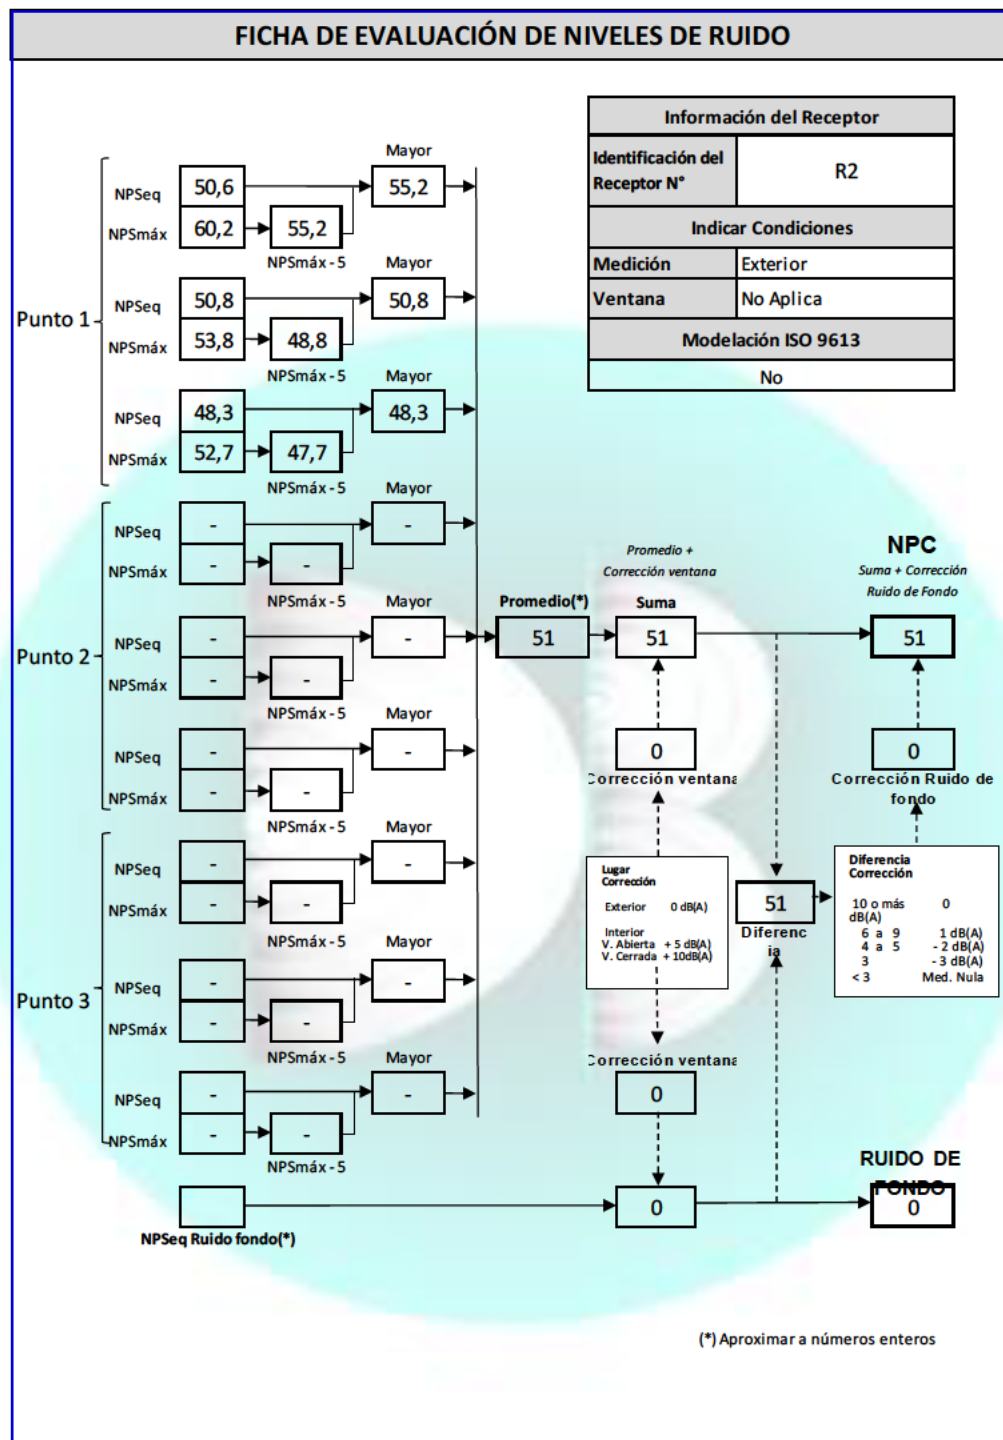 FICHA DE EVALUACIÓN DE NIVELES DE RUIDO
Información del Receptor
Identificación del
Receptor N°
R2
Indicar Condiciones
Medición Exterior
Ventana No Aplica
Modelación ISO 9613
No
Punto 1
Mayor
NPSeq 50,6 55,2
NPSmáx 60,2 55,2
NPSmáx - 5
Mayor
NPSeq 50,8 50,8
NPSmáx 53,8 48,8
NPSmáx - 5
Mayor
NPSeq 48,3 48,3
NPSmáx 52,7 47,7
NPSmáx - 5
Punto 2
Mayor
NPSeq - -
NPSmáx - -
NPSmáx - 5
Mayor
NPSeq - -
NPSmáx - -
NPSmáx - 5
Mayor
NPSeq - -
NPSmáx - -
NPSmáx - 5
Punto 3
Mayor
NPSeq - -
NPSmáx - -
NPSmáx - 5
Mayor
NPSeq - -
NPSmáx - -
NPSmáx - 5
Mayor
NPSeq - -
NPSmáx - -
NPSmáx - 5
Promedio(*)
51
Promedio +
Corrección ventana
Suma
51
0
Corrección ventana
NPC
Suma + Corrección
Ruido de Fondo
51
0
Corrección Ruido de
fondo
Lugar
Corrección
Exterior 0 dB(A)
Interior
V. Abierta + 5 dB(A)
V. Cerrada + 10dB(A)
51
Diferenc
ia
Diferencia
Corrección
10 o más 0
dB(A)
6 a 9 1 dB(A)
4 a 5 - 2 dB(A)
3 - 3 dB(A)
< 3 Med. Nula
Corrección ventana
0
NPSeq Ruido fondo(*)
0
RUIDO DE
FONDO
0
(*) Aproximar a números enteros